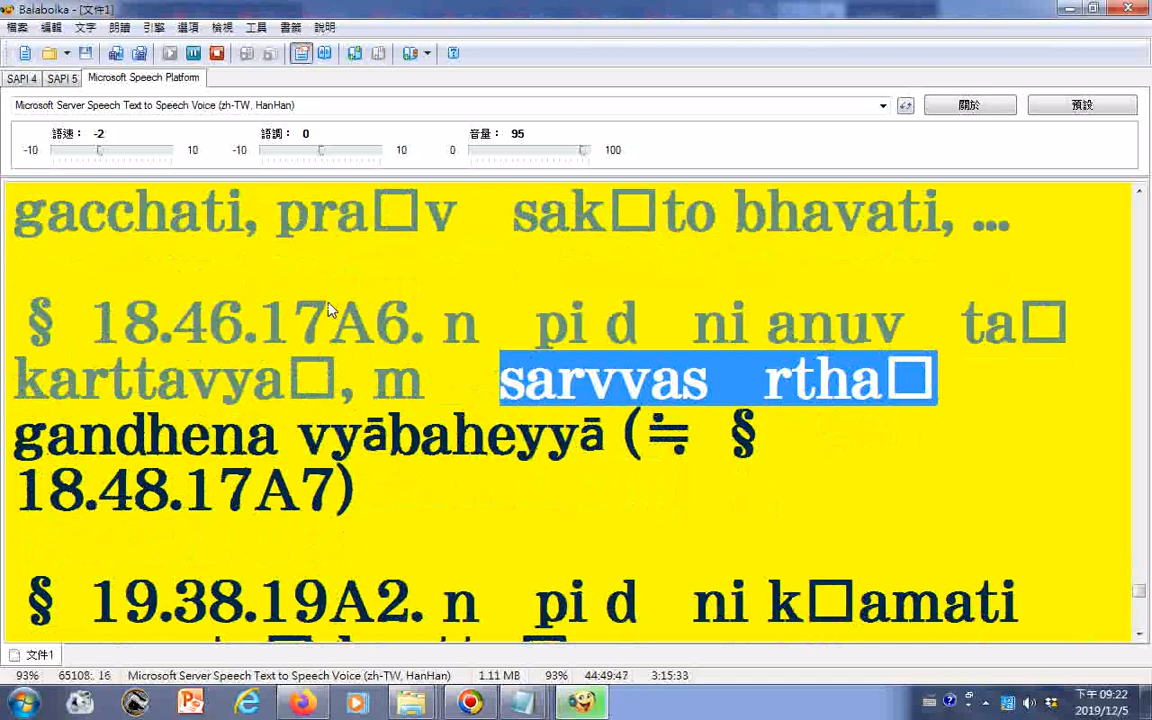 Balabolka - [文件1]
檔案 編輯 文字 朗讀 引擎 選項 檢視 工具 書籤 說明
SAPI 4 SAPI 5 Microsoft Speech Platform
Microsoft Server Speech Text to Speech Voice (zh-TW, HanHan) 關於 預設
語速： -2 語調： 0 音量： 95
-10 10 -10 10 0 100
gacchati, pra□v sak□to bhavati, ...
§ 18.46.17A6. n pi d ni anuv ta□
karttavya□, m sarvvas rtha□
gandhena vyābaheyyā (≒ §
18.48.17A7)
§ 19.38.19A2. n pi d ni k□amati
文件1
93% 65108: 16 Microsoft Server Speech Text to Speech Voice (zh-TW, HanHan) 1.11 MB 93% 44:49:47 3:15:33
下午 09:22
2019/12/5